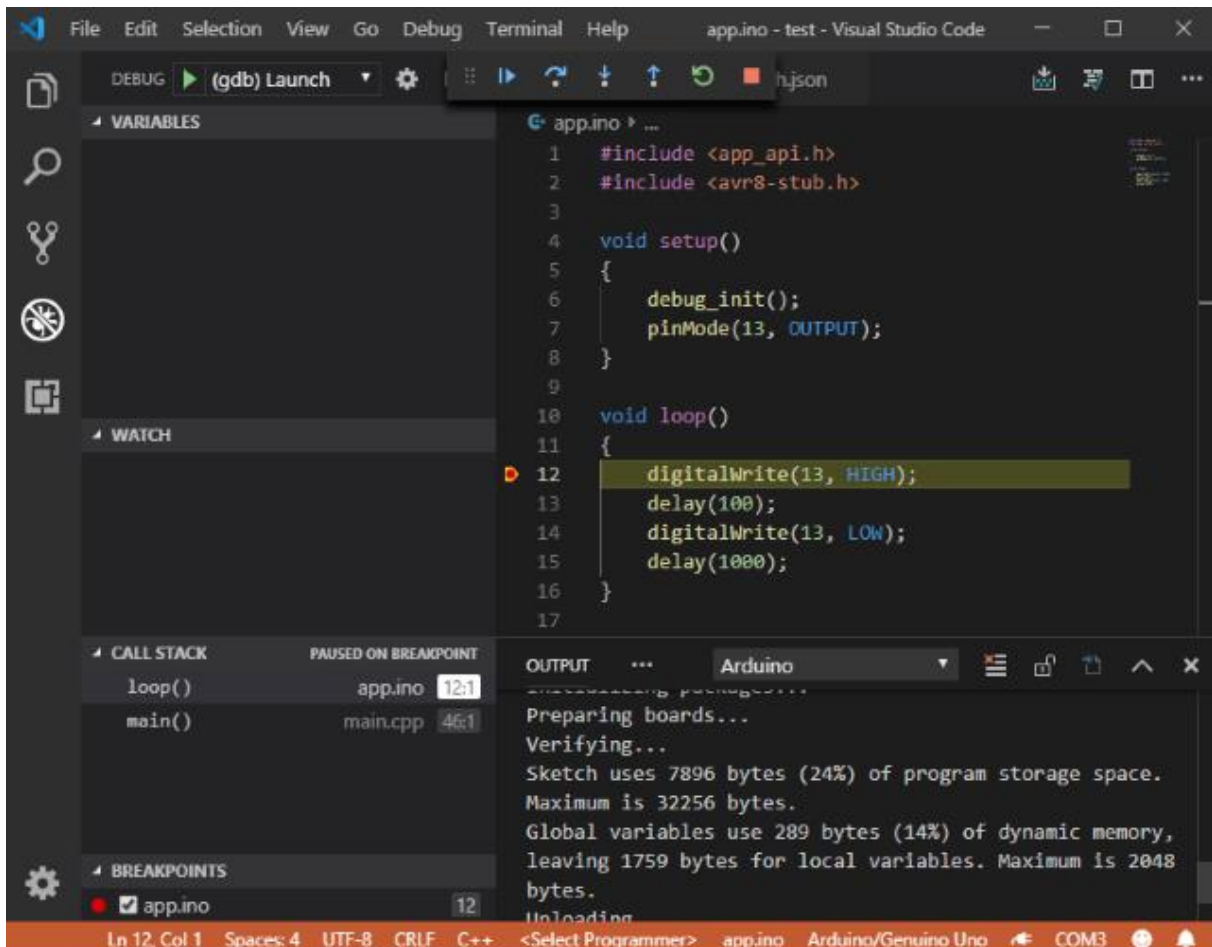 File Edit Selection View Go Debug Terminal Help app.ino - test - Visual Studio Code
DEBUG (gdb) Launch
h.json
VARIABLES
WATCH
CALL STACK PAUSED ON BREAKPOINT
loop() app.ino 12:1
main() main.cpp 46:1
BREAKPOINTS
app.ino 12
app.ino ...
1 #include <app_api.h>
2 #include <avr8-stub.h>
3
4 void setup()
5 {
6 debug_init();
7 pinMode(13, OUTPUT);
8 }
9
10 void loop()
11 {
12 digitalWrite(13, HIGH);
13 delay(100);
14 digitalWrite(13, LOW);
15 delay(1000);
16 }
17
OUTPUT ... Arduino
Initializing packages...
Preparing boards...
Verifying...
Sketch uses 7896 bytes (24%) of program storage space.
Maximum is 32256 bytes.
Global variables use 289 bytes (14%) of dynamic memory,
leaving 1759 bytes for local variables. Maximum is 2048
bytes.
Uploading
Ln 12, Col 1 Spaces: 4 UTF-8 CRLF C++ <Select Programmer> app.ino Arduino/Genuino Uno COM3